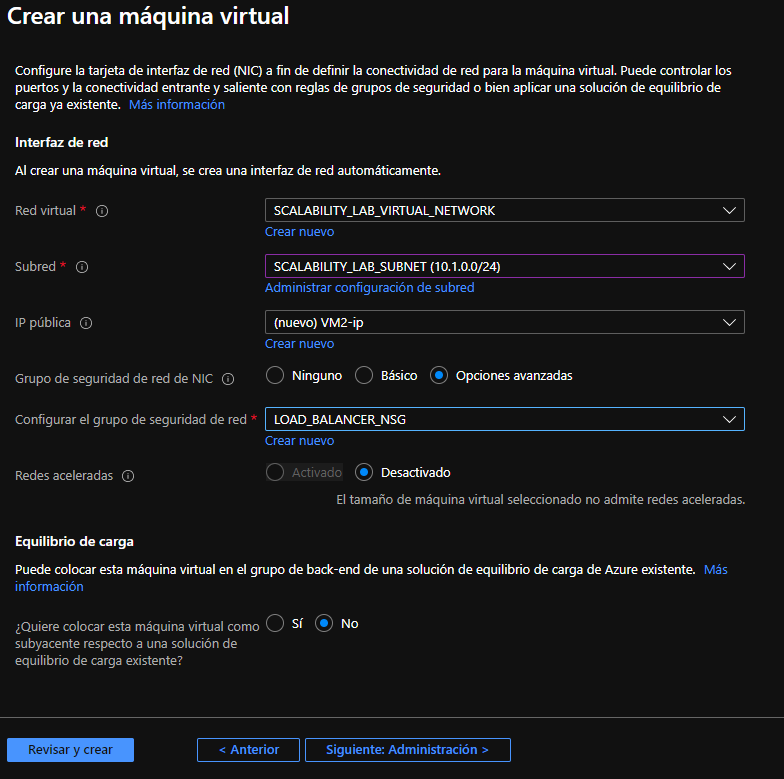 Crear una máquina virtual
Configure la tarjeta de interfaz de red (NIC) a fin de definir la conectividad de red para la máquina virtual. Puede controlar los
puertos y la conectividad entrante y saliente con reglas de grupos de seguridad o bien aplicar una solución de equilibrio de
carga ya existente. Más información
Interfaz de red
Al crear una máquina virtual, se crea una interfaz de red automáticamente.
Red virtual * SCALABILITY_LAB_VIRTUAL_NETWORK
Crear nuevo
Subred * SCALABILITY_LAB_SUBNET (10.1.0.0/24)
Administrar configuración de subred
IP pública (nuevo) VM2-ip
Crear nuevo
Grupo de seguridad de red de NIC Ninguno Básico Opciones avanzadas
Configurar el grupo de seguridad de red * LOAD_BALANCER_NSG
Crear nuevo
Redes aceleradas Activado Desactivado
El tamaño de máquina virtual seleccionado no admite redes aceleradas.
Equilibrio de carga
Puede colocar esta máquina virtual en el grupo de back-end de una solución de equilibrio de carga de Azure existente. Más
información
¿Quiere colocar esta máquina virtual como Sí No
subyacente respecto a una solución de
equilibrio de carga existente?
Revisar y crear < Anterior Siguiente: Administración >